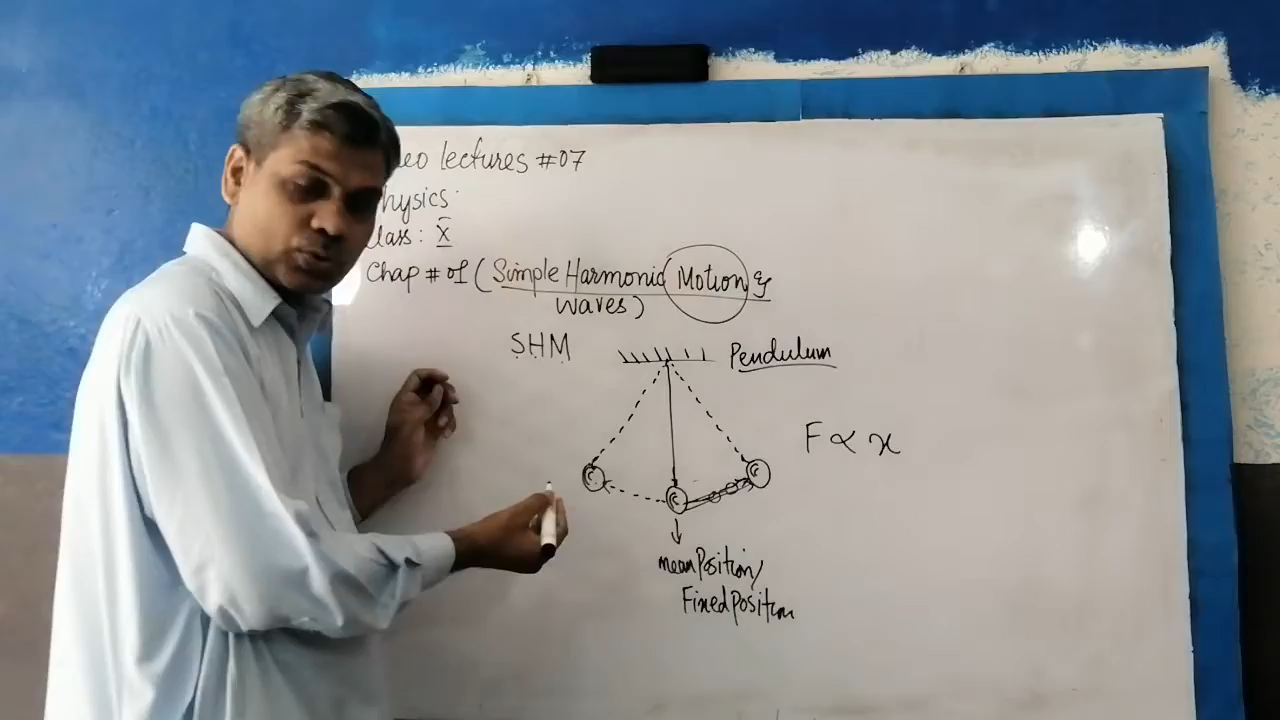 eo lectures #07
hysics
lass: X
Chap # 01 (Simple Harmonic Motion &
waves)
SHM
Pendulum
F ∝ x
mean Position/
Fixed Position